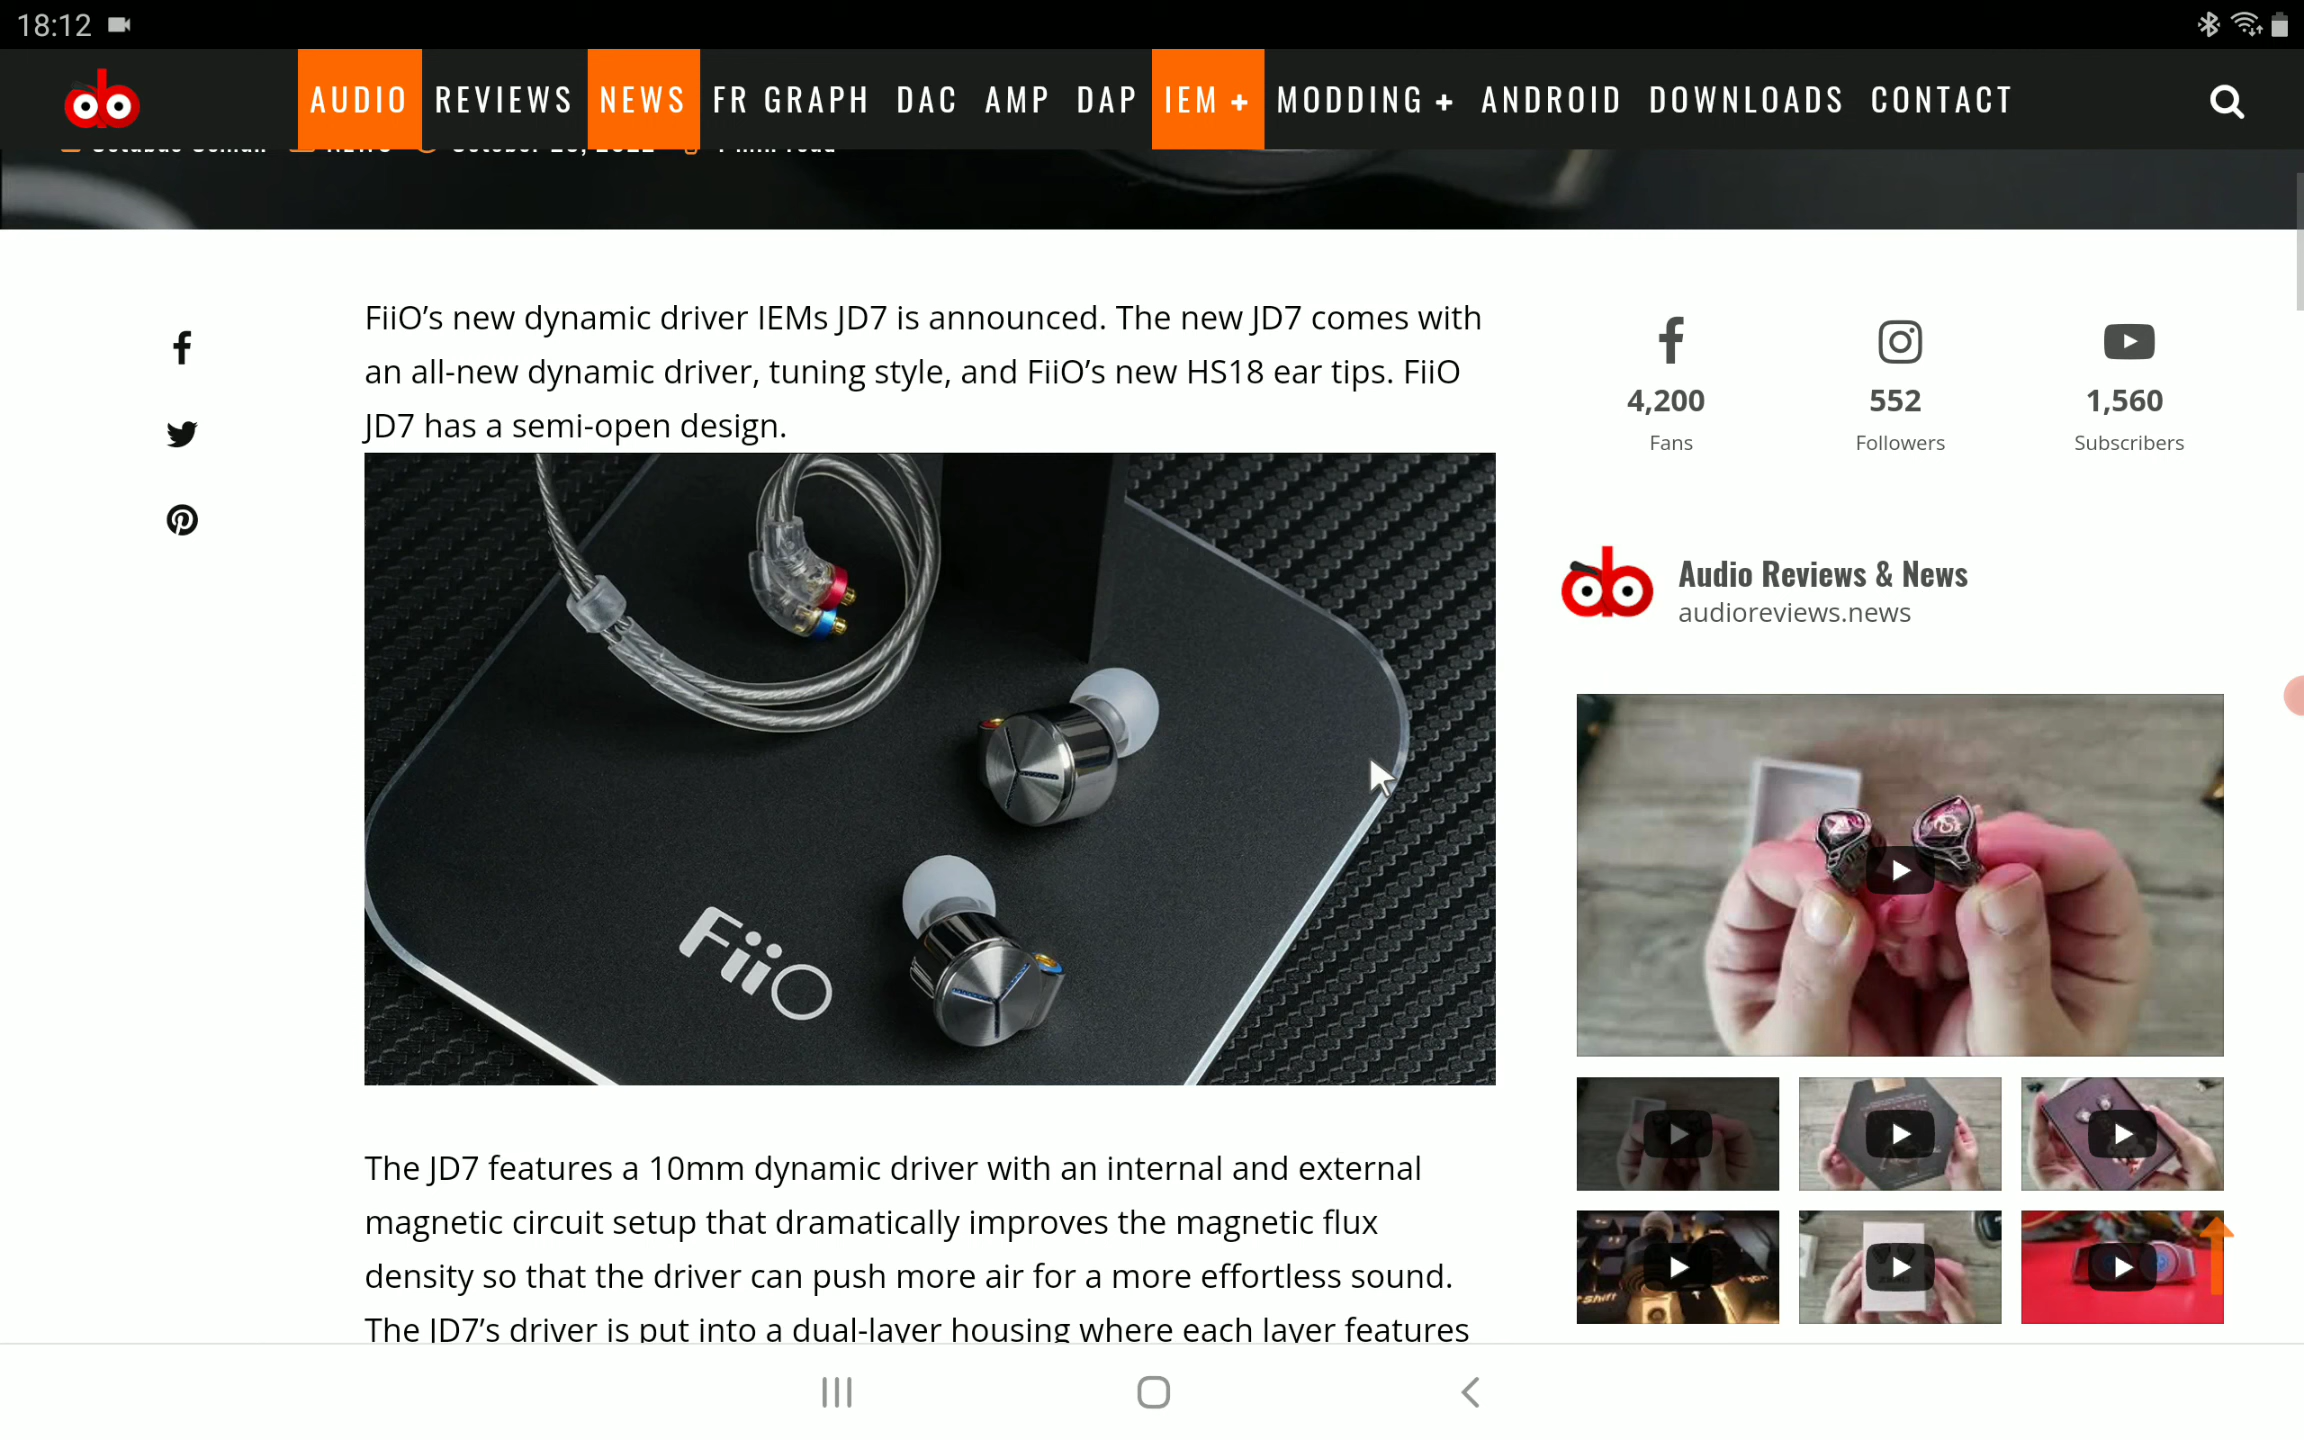 18:12
AUDIO REVIEWS NEWS FR GRAPH DAC AMP DAP IEM + MODDING + ANDROID DOWNLOADS CONTACT
FiiO’s new dynamic driver IEMs JD7 is announced. The new JD7 comes with
an all-new dynamic driver, tuning style, and FiiO’s new HS18 ear tips. FiiO
JD7 has a semi-open design.
FiiO
The JD7 features a 10mm dynamic driver with an internal and external
magnetic circuit setup that dramatically improves the magnetic flux
density so that the driver can push more air for a more effortless sound.
The JD7’s driver is put into a dual-layer housing where each layer features
4,200 552 1,560
Fans Followers Subscribers
Audio Reviews & News
audioreviews.news
Shift